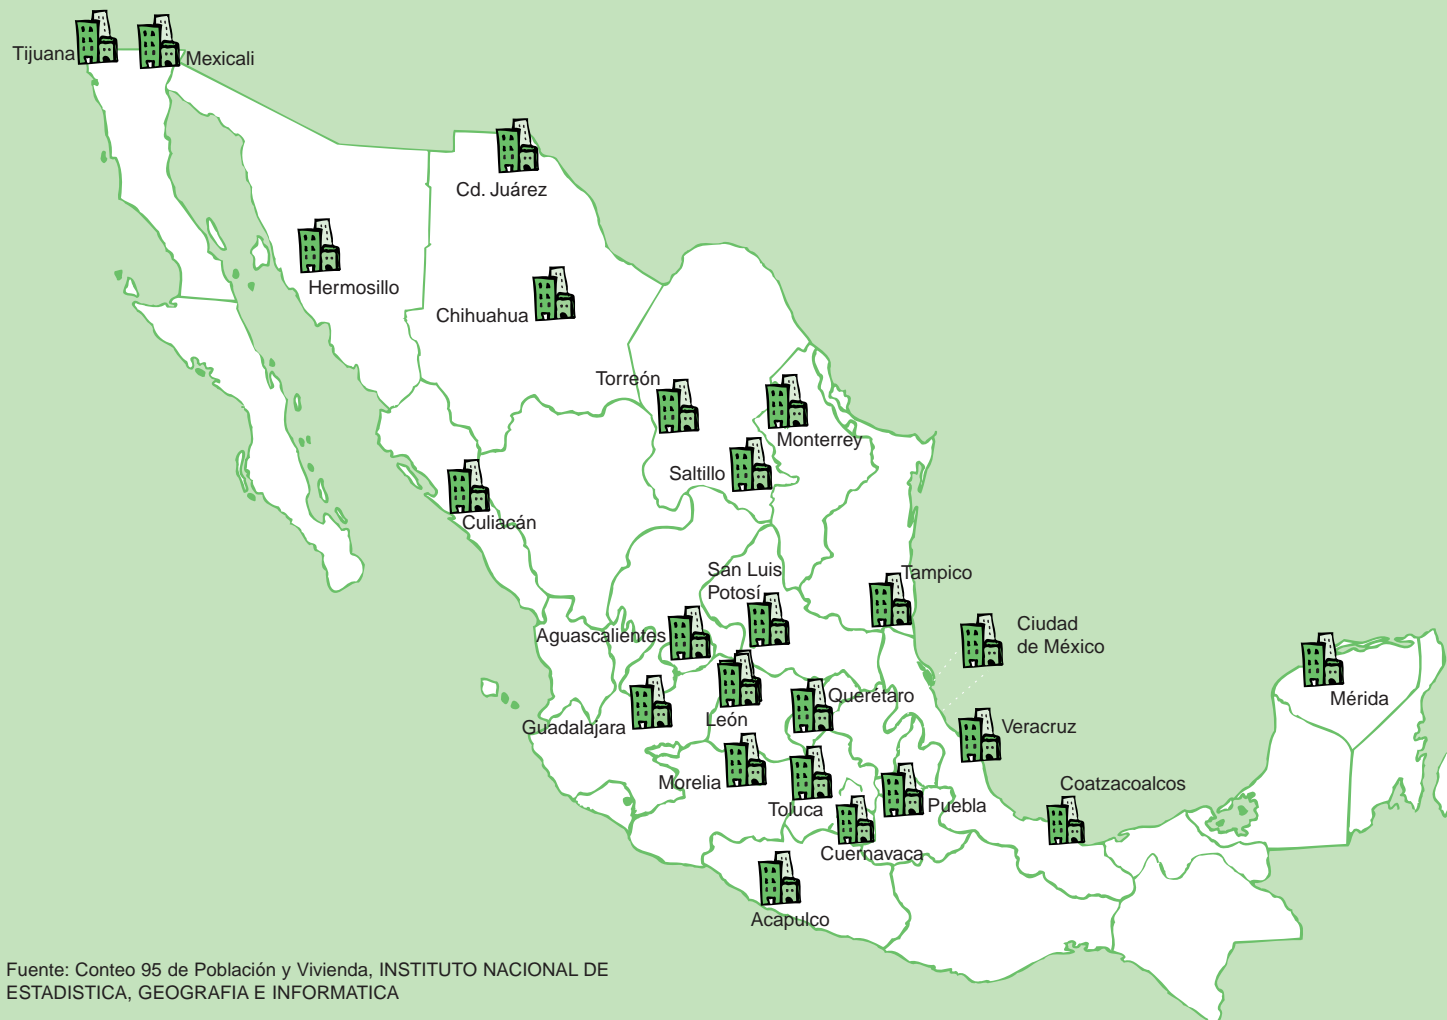 Tijuana
Mexicali
Cd. Juárez
Hermosillo
Chihuahua
Torreón
Monterrey
Saltillo
Culiacán
San Luis
Potosí
Tampico
Ciudad
de México
Aguascalientes
Mérida
Querétaro
León
Guadalajara
Veracruz
Morelia
Coatzacoalcos
Toluca
Puebla
Cuernavaca
Acapulco
Fuente: Conteo 95 de Población y Vivienda, INSTITUTO NACIONAL DE
ESTADISTICA, GEOGRAFIA E INFORMATICA